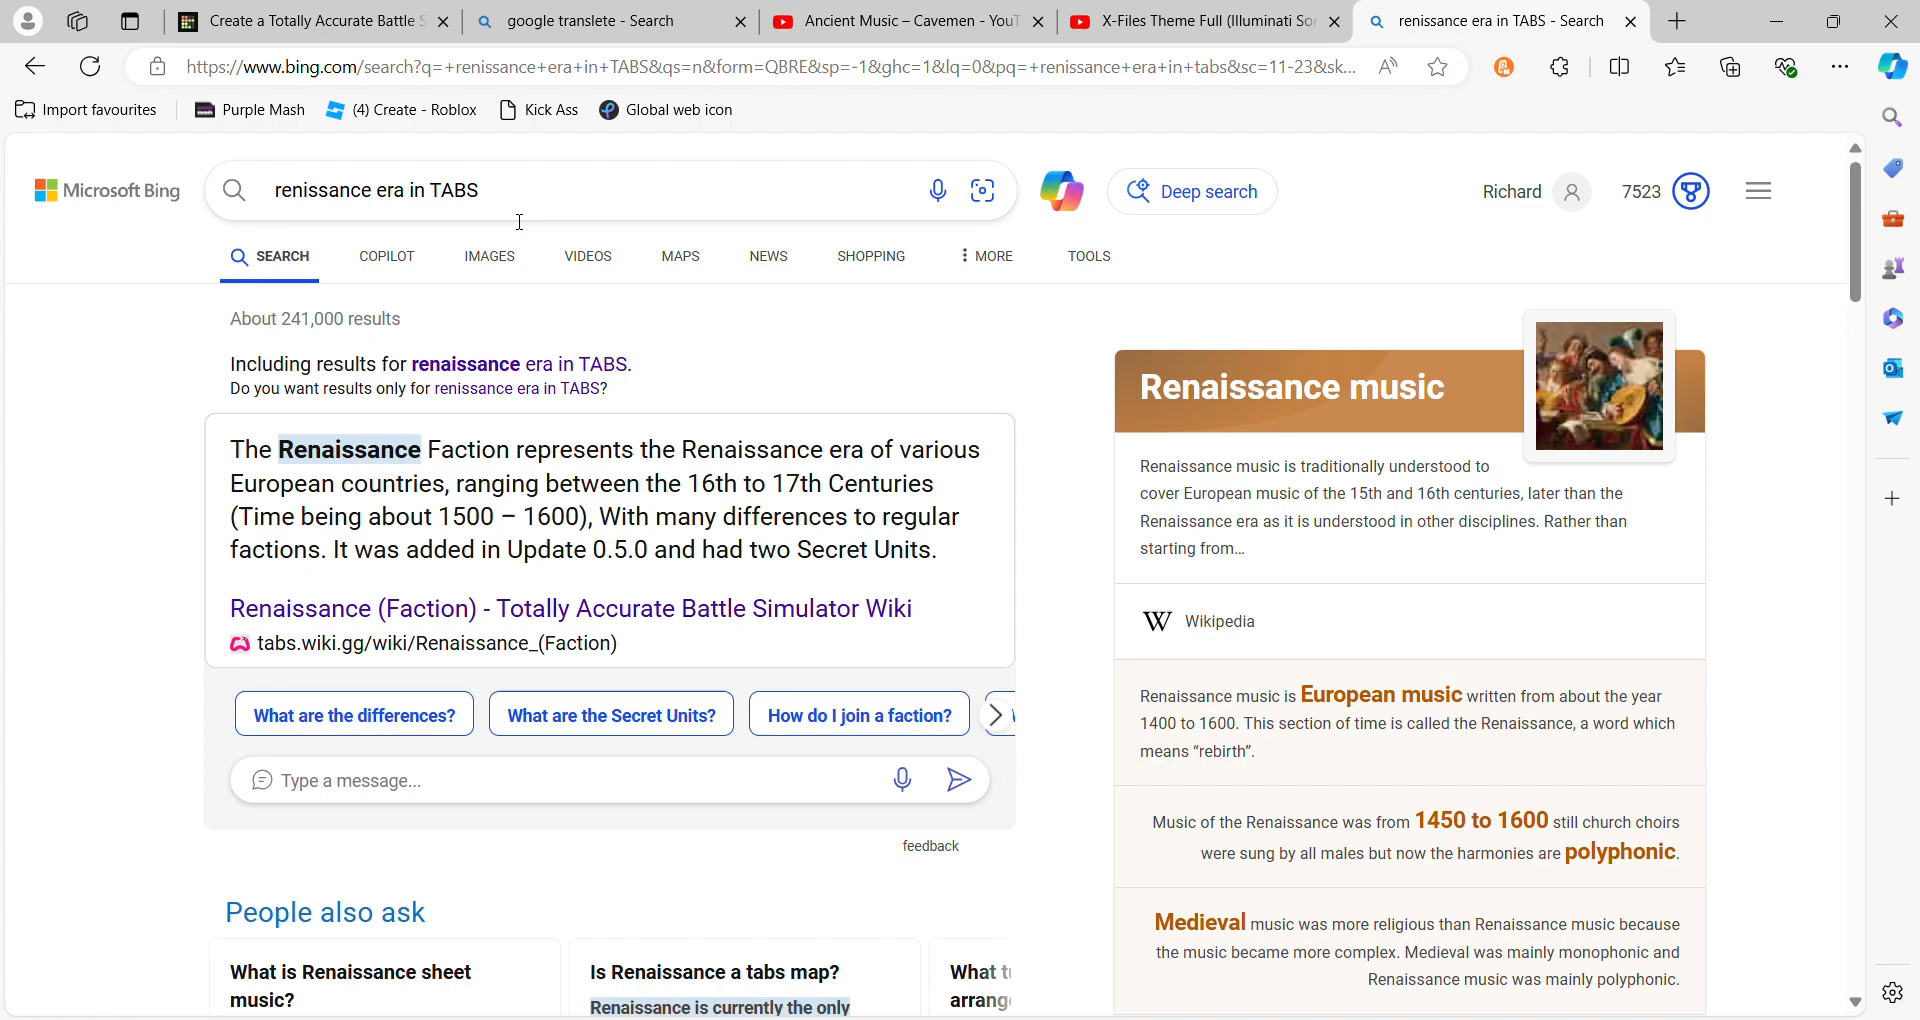 Create a Totally Accurate Battle S
google translete - Search
Ancient Music – Cavemen - YouT
X-Files Theme Full (Illuminati So
renissance era in TABS - Search
https://www.bing.com/search?q=+renissance+era+in+TABS&qs=n&form=QBRE&sp=-1&ghc=1&lq=0&pq=+renissance+era+in+tabs&sc=11-23&sk...
Import favourites
Purple Mash
(4) Create - Roblox
Kick Ass
Global web icon
Microsoft Bing
renissance era in TABS
Deep search
Richard
7523
SEARCH
COPILOT
IMAGES
VIDEOS
MAPS
NEWS
SHOPPING
MORE
TOOLS
About 241,000 results
Including results for renaissance era in TABS.
Do you want results only for renissance era in TABS?
The Renaissance Faction represents the Renaissance era of various
European countries, ranging between the 16th to 17th Centuries
(Time being about 1500 – 1600), With many differences to regular
factions. It was added in Update 0.5.0 and had two Secret Units.
Renaissance (Faction) - Totally Accurate Battle Simulator Wiki
tabs.wiki.gg/wiki/Renaissance_(Faction)
What are the differences?
What are the Secret Units?
How do I join a faction?
Type a message...
feedback
People also ask
What is Renaissance sheet
music?
Is Renaissance a tabs map?
Renaissance is currently the only
What t
arrang
Renaissance music
Renaissance music is traditionally understood to
cover European music of the 15th and 16th centuries, later than the
Renaissance era as it is understood in other disciplines. Rather than
starting from...
W Wikipedia
Renaissance music is European music written from about the year
1400 to 1600. This section of time is called the Renaissance, a word which
means “rebirth”.
Music of the Renaissance was from 1450 to 1600 still church choirs
were sung by all males but now the harmonies are polyphonic.
Medieval music was more religious than Renaissance music because
the music became more complex. Medieval was mainly monophonic and
Renaissance music was mainly polyphonic.